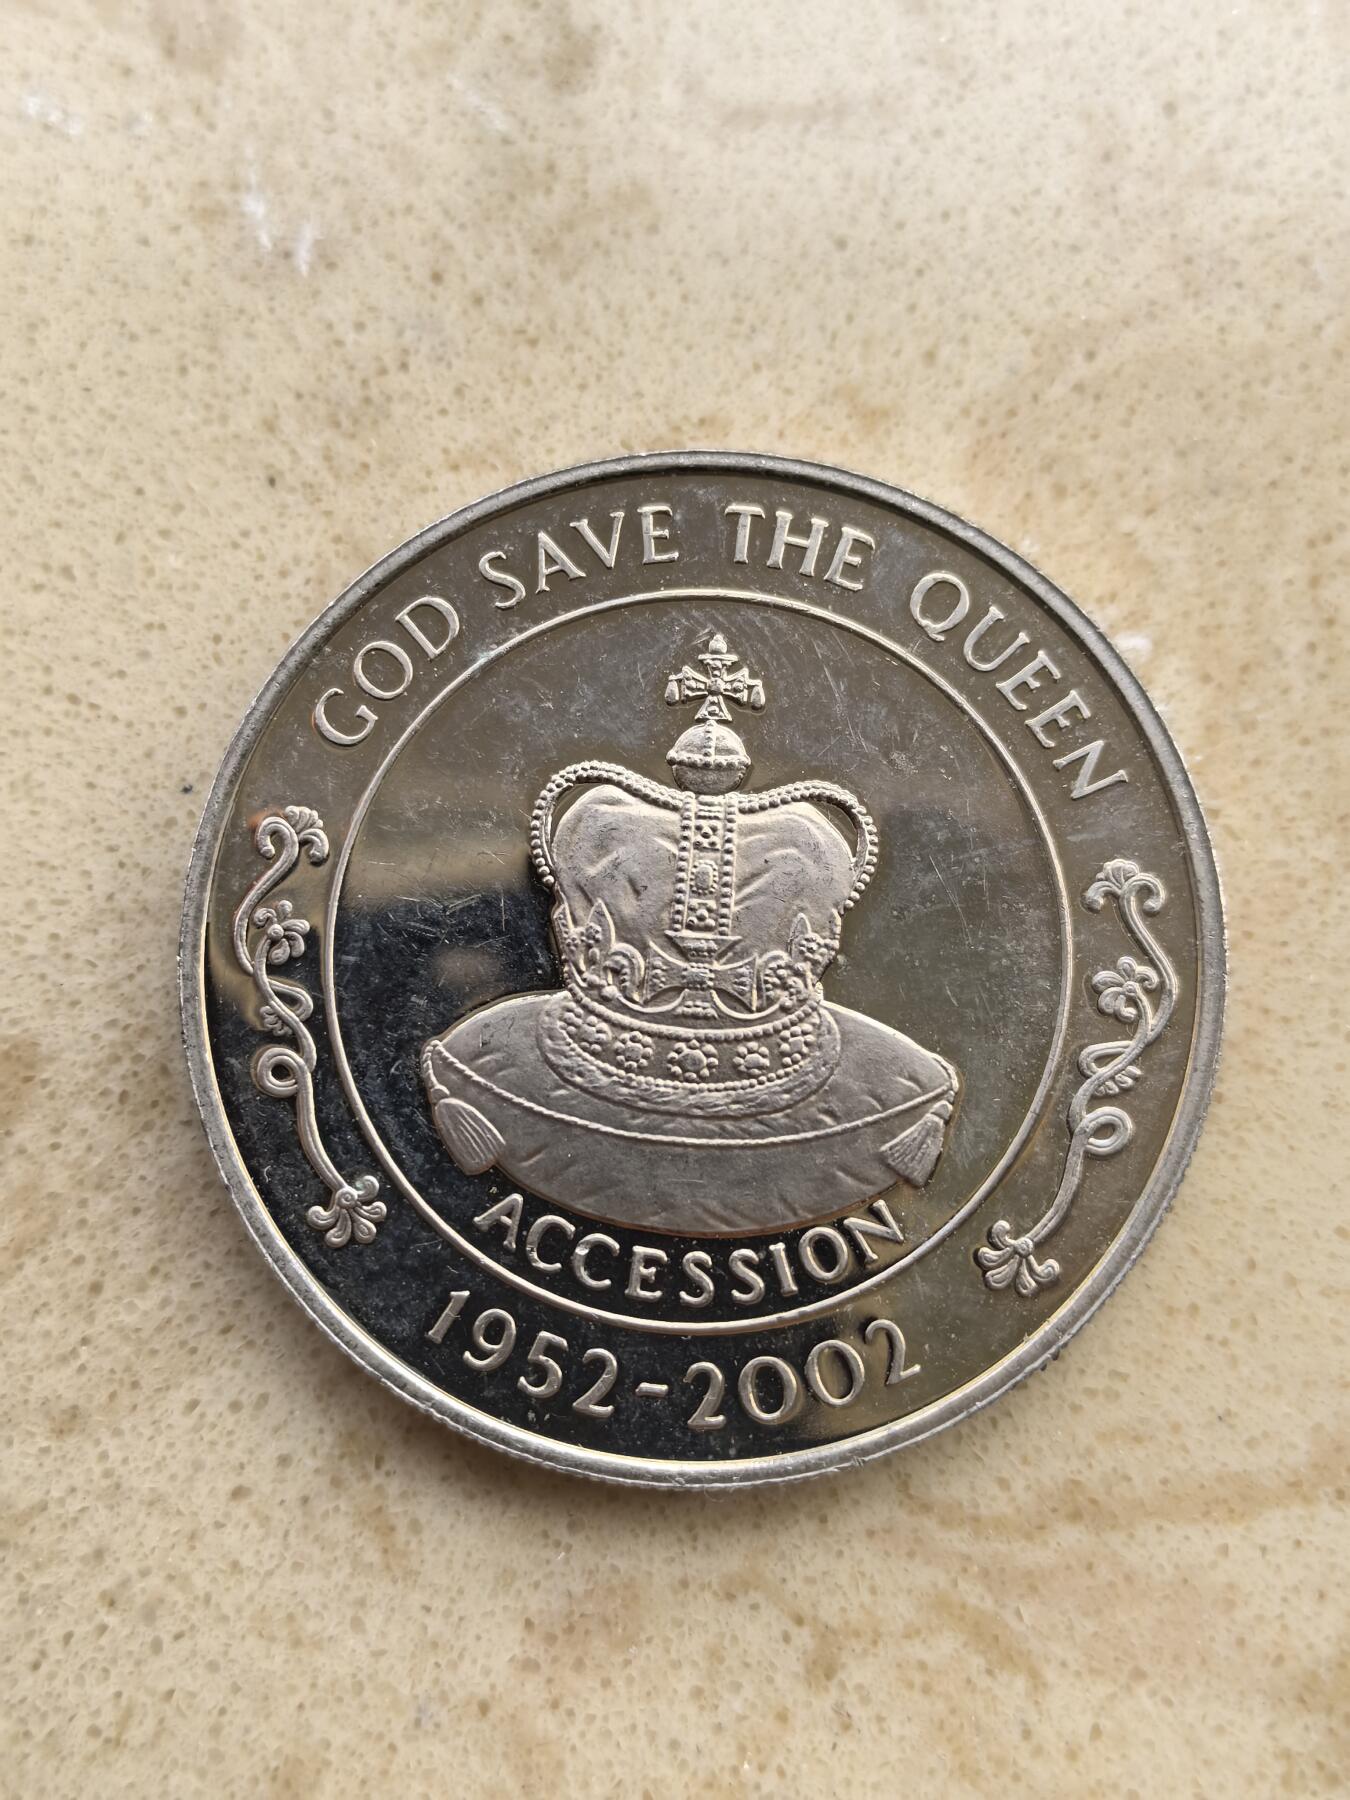 GOD SAVE THE QUEEN
ACCESSION
1952-2002